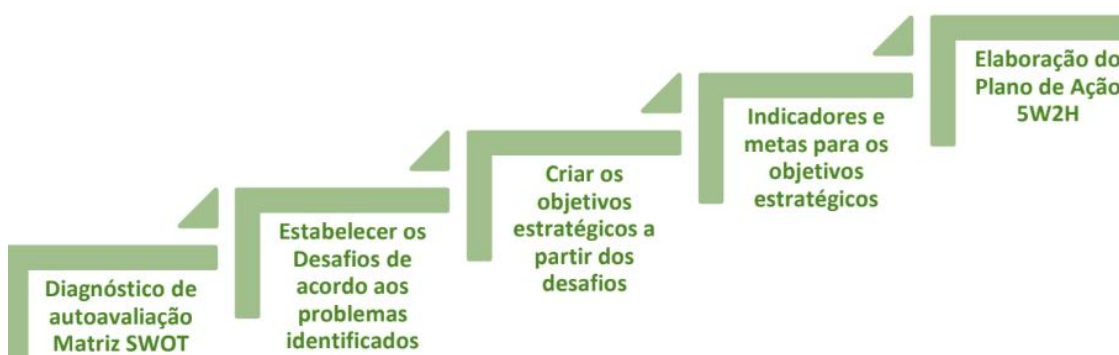 Diagnóstico de
autoavaliação
Matriz SWOT
Estabelecer os
Desafios de
acordo aos
problemas
identificados
Criar os
objetivos
estratégicos a
partir dos
desafios
Indicadores e
metas para os
objetivos
estratégicos
Elaboração do
Plano de Ação
5W2H